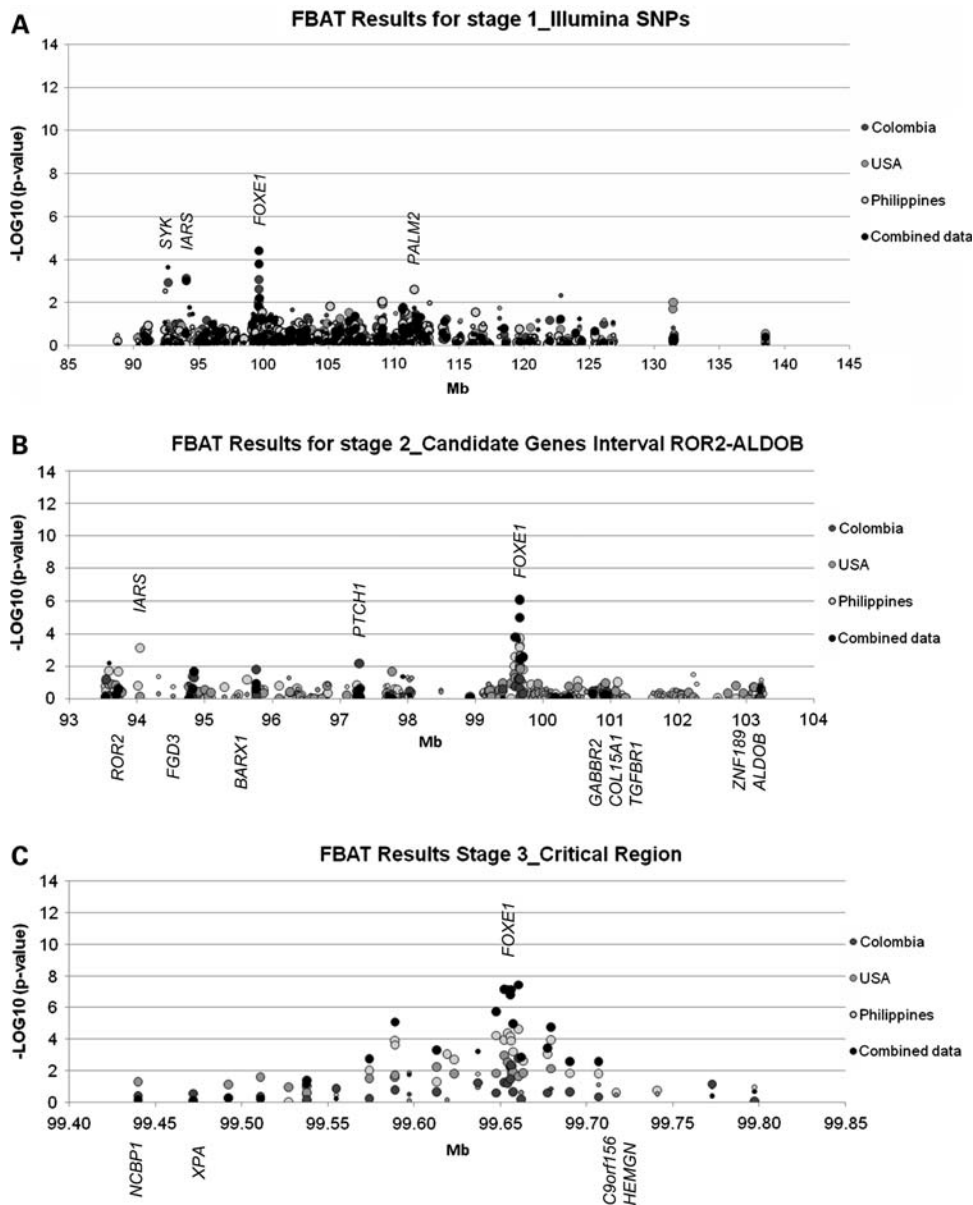 A
FBAT Results for stage 1_Illumina SNPs
-LOG10 (p-value)
14
12
10
8
6
4
2
0
SYK
IARS
FOXE1
PALM2
Colombia
USA
Philippines
Combined data
85 90 95 100 105 110 115 120 125 130 135 140 145
Mb
B
FBAT Results for stage 2_Candidate Genes Interval ROR2-ALDOB
-LOG10 (p-value)
14
12
10
8
6
4
2
0
IARS
PTCH1
FOXE1
Colombia
USA
Philippines
Combined data
93 94 95 96 97 98 99 100 101 102 103 104
Mb
ROR2
FGD3
BARX1
GABBR2
COL15A1
TGFBR1
ZNF189
ALDOB
C
FBAT Results Stage 3_Critical Region
-LOG10 (p-value)
14
12
10
8
6
4
2
0
FOXE1
Colombia
USA
Philippines
Combined data
99.40 99.45 99.50 99.55 99.60 99.65 99.70 99.75 99.80 99.85
Mb
NCBP1
XPA
C9orf156
HEMGN